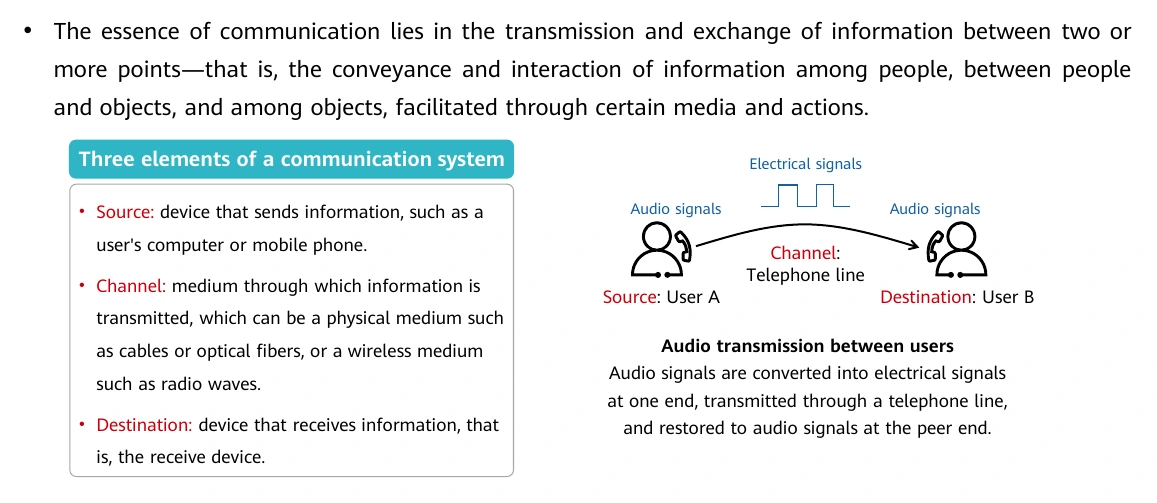 • The essence of communication lies in the transmission and exchange of information between two or
more points—that is, the conveyance and interaction of information among people, between people
and objects, and among objects, facilitated through certain media and actions.
Three elements of a communication system
• Source: device that sends information, such as a
user's computer or mobile phone.
• Channel: medium through which information is
transmitted, which can be a physical medium such
as cables or optical fibers, or a wireless medium
such as radio waves.
• Destination: device that receives information, that
is, the receive device.
Electrical signals
Audio signals
Audio signals
Channel:
Telephone line
Source: User A
Destination: User B
Audio transmission between users
Audio signals are converted into electrical signals
at one end, transmitted through a telephone line,
and restored to audio signals at the peer end.